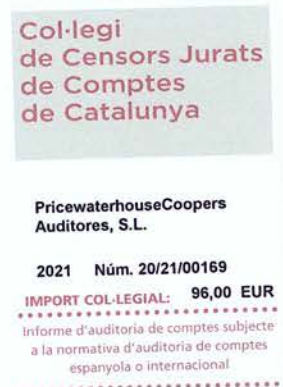 Col·legi
de Censors Jurats
de Comptes
de Catalunya
PricewaterhouseCoopers
Auditores, S.L.
2021 Núm. 20/21/00169
IMPORT COL·LEGIAL: 96,00 EUR
Informe d'auditoria de comptes subjecte
a la normativa d'auditoria de comptes
espanyola o internacional